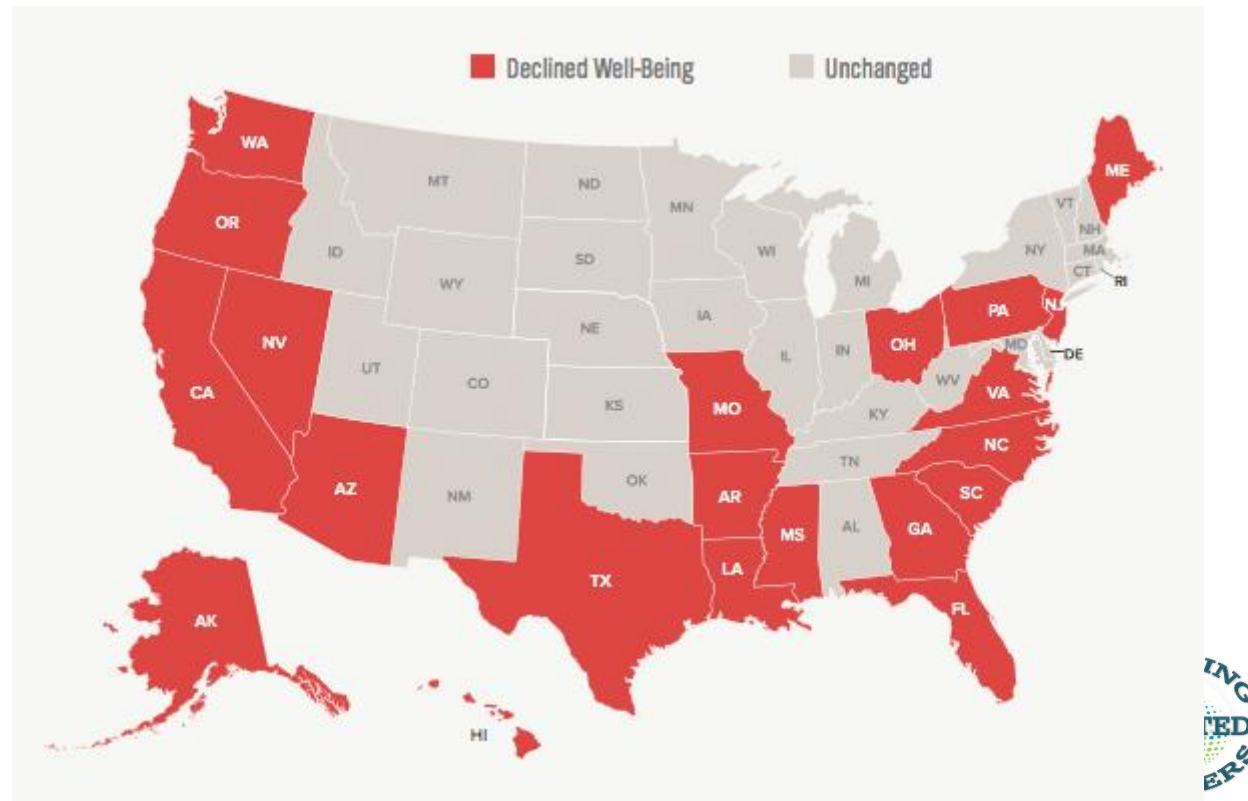 Declined Well-Being Unchanged
WA
ME
MT
ND
VT
MN
OR
NH
NY
MA
WI
ID
SD
CT
MI
RI
WY
PA
NJ
IA
NE
NV
OH
MD
DE
IL
IN
UT
WV
CO
CA
VA
KS
MO
KY
NC
TN
OK
AZ
SC
NM
AR
AL
GA
MS
LA
TX
FL
AK
HI